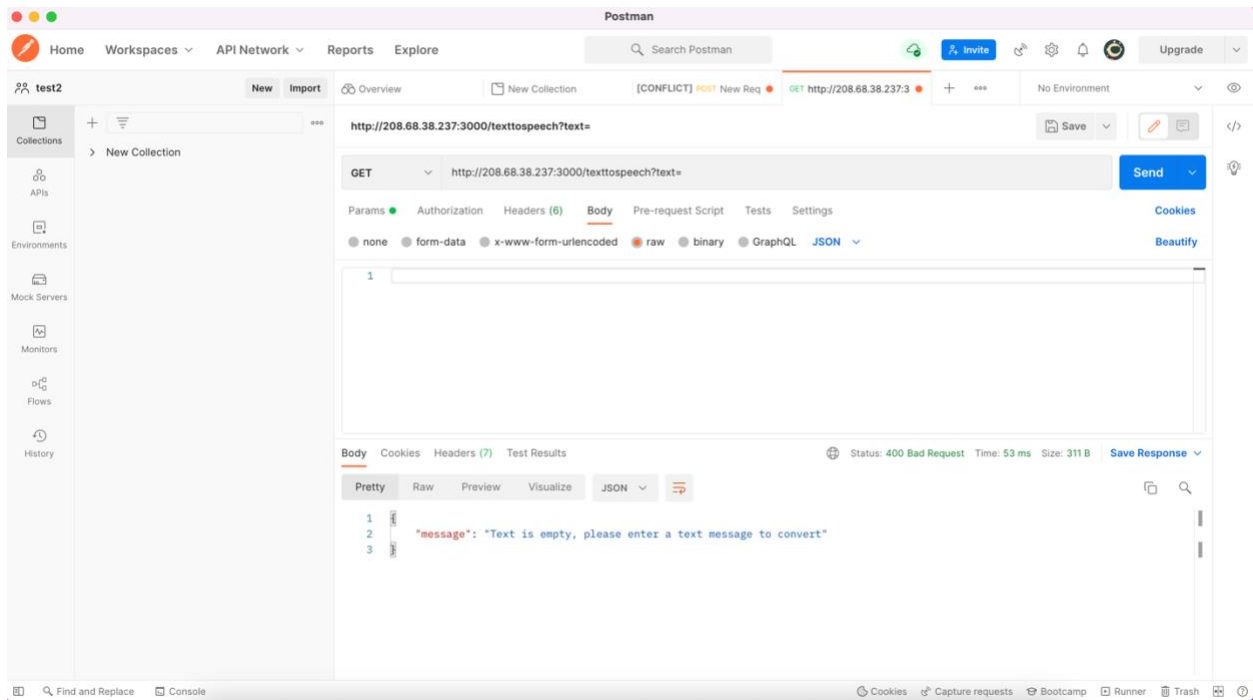 Postman
Home Workspaces API Network Reports Explore Search Postman Invite Upgrade
test2 New Import Overview New Collection [CONFLICT] POST New Req GET http://208.68.38.237:3 No Environment
Collections
New Collection
http://208.68.38.237:3000/texttospeech?text= Save
APIs
GET http://208.68.38.237:3000/texttospeech?text= Send
Params Authorization Headers (6) Body Pre-request Script Tests Settings Cookies
Environments
none form-data x-www-form-urlencoded raw binary GraphQL JSON Beautify
1
Mock Servers
Monitors
Flows
History
Body Cookies Headers (7) Test Results Status: 400 Bad Request Time: 53 ms Size: 311 B Save Response
Pretty Raw Preview Visualize JSON
1 {
2 "message": "Text is empty, please enter a text message to convert"
3 }
Find and Replace Console Cookies Capture requests Bootcamp Runner Trash